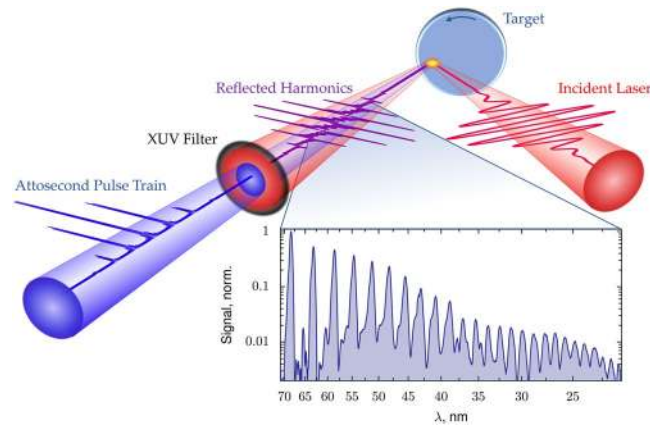 Target
Reflected Harmonics
Incident Laser
XUV Filter
Attosecond Pulse Train
Signal, norm.
1
0.1
0.01
70 65 60 55 50 45 40 35 30 25
λ, nm